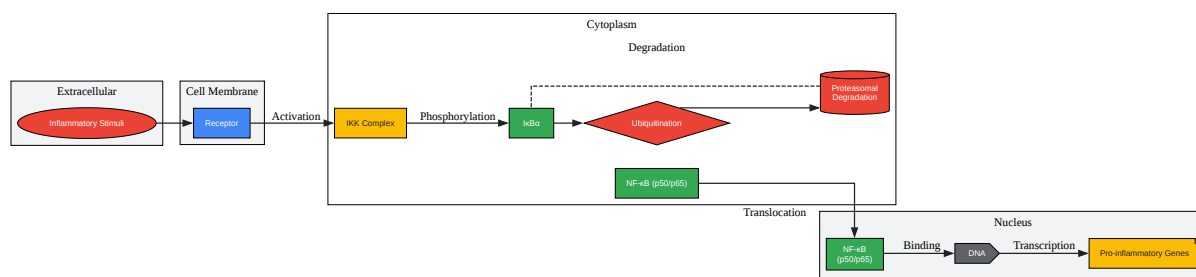 Cytoplasm
Degradation
Extracellular
Inflammatory Stimuli
Cell Membrane
Receptor
Activation
IKK Complex
Phosphorylation
IκBα
Ubiquitination
Proteasomal
Degradation
NF-κB (p50/p65)
Translocation
Nucleus
NF-κB
(p50/p65)
Binding
DNA
Transcription
Pro-inflammatory Genes